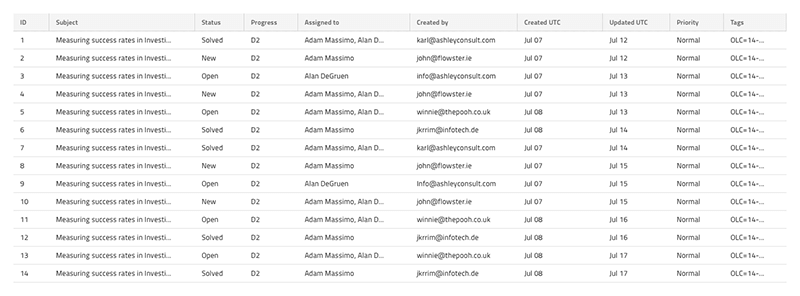 ID Subject Status Progress Assigned to Created by Created UTC Updated UTC Priority Tags
1 Measuring success rates in Investi... Solved D2 Adam Massimo, Alan D... karl@ashleyconsult.com Jul 07 Jul 12 Normal OLC=14-...
2 Measuring success rates in Investi... New D2 Adam Massimo john@flowster.ie Jul 07 Jul 12 Normal OLC=14-...
3 Measuring success rates in Investi... Open D2 Alan DeGruen info@ashleyconsult.com Jul 07 Jul 13 Normal OLC=14-...
4 Measuring success rates in Investi... New D2 Adam Massimo, Alan D... john@flowster.ie Jul 07 Jul 13 Normal OLC=14-...
5 Measuring success rates in Investi... Open D2 Adam Massimo, Alan D... winnie@thepooh.co.uk Jul 08 Jul 13 Normal OLC=14-...
6 Measuring success rates in Investi... Solved D2 Adam Massimo jkrrim@infotech.de Jul 08 Jul 14 Normal OLC=14-...
7 Measuring success rates in Investi... Solved D2 Adam Massimo, Alan D... karl@ashleyconsult.com Jul 07 Jul 14 Normal OLC=14-...
8 Measuring success rates in Investi... New D2 Adam Massimo john@flowster.ie Jul 07 Jul 15 Normal OLC=14-...
9 Measuring success rates in Investi... Open D2 Alan DeGruen Info@ashleyconsult.com Jul 07 Jul 15 Normal OLC=14-...
10 Measuring success rates in Investi... New D2 Adam Massimo, Alan D... john@flowster.ie Jul 07 Jul 15 Normal OLC=14-...
11 Measuring success rates in Investi... Open D2 Adam Massimo, Alan D... winnie@thepooh.co.uk Jul 08 Jul 16 Normal OLC=14-...
12 Measuring success rates in Investi... Solved D2 Adam Massimo jkrrim@infotech.de Jul 08 Jul 16 Normal OLC=14-...
13 Measuring success rates in Investi... Open D2 Adam Massimo, Alan D... winnie@thepooh.co.uk Jul 08 Jul 17 Normal OLC=14-...
14 Measuring success rates in Investi... Solved D2 Adam Massimo jkrrim@infotech.de Jul 08 Jul 17 Normal OLC=14-...